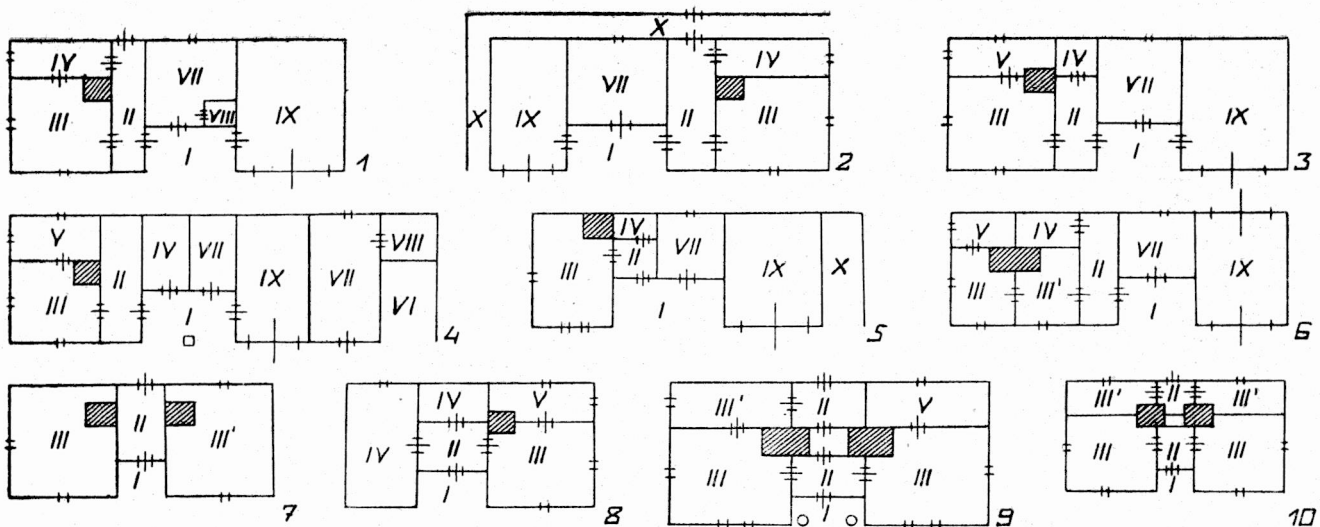 IV II VII VIII III I IX 1
X X IX VII II IV III I 2
V IV VII III II I IX 3
V II IV VII IX VII VIII III I VI 4
III IV II VII IX X I 5
V IV II VII IX III III' I 6
III II III' I 7
IV IV V II III I 8
III' II V III II III I 9
III' II III' III II III I 10